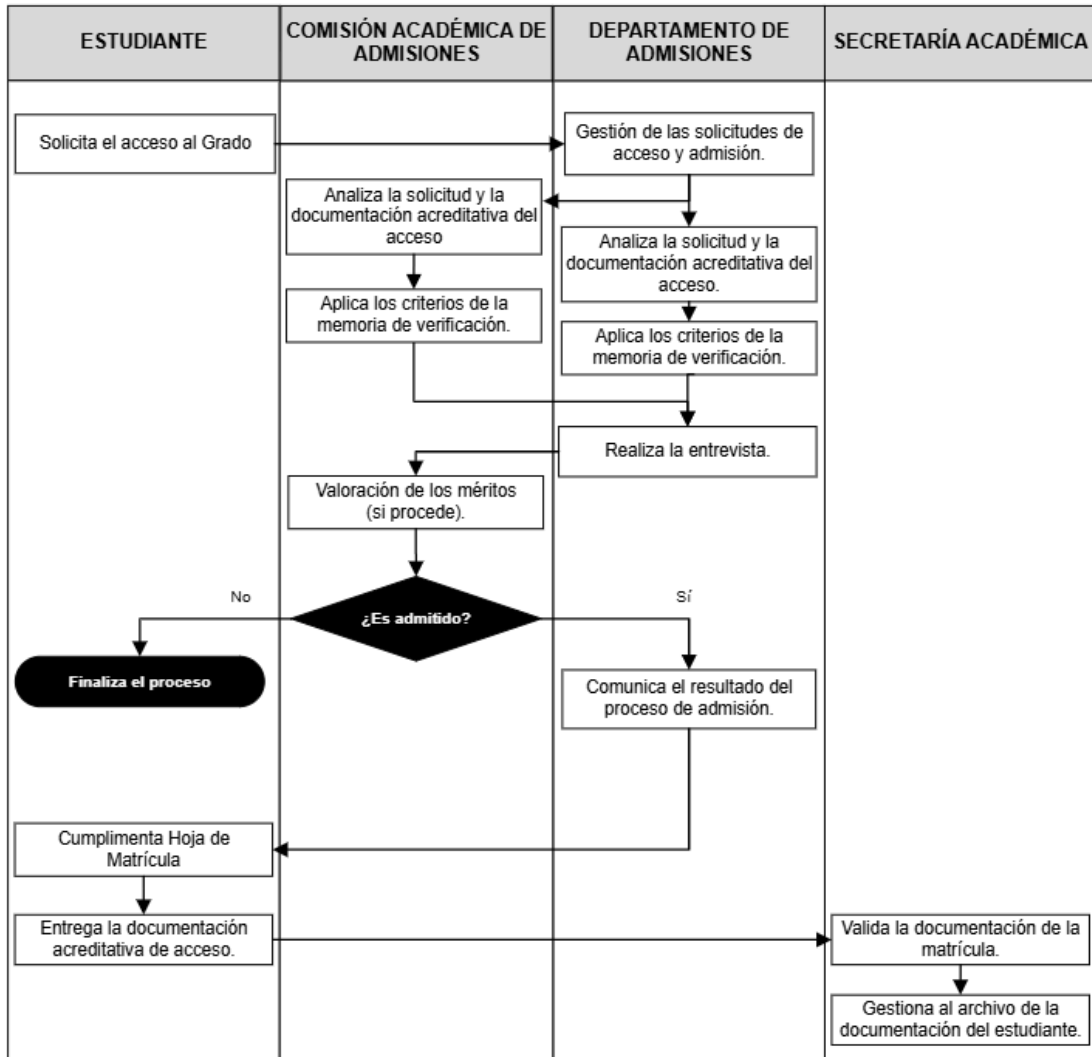 ESTUDIANTE
COMISIÓN ACADÉMICA DE
ADMISIONES
DEPARTAMENTO DE
ADMISIONES
SECRETARÍA ACADÉMICA
Solicita el acceso al Grado
Gestión de las solicitudes de
acceso y admisión.
Analiza la solicitud y la
documentación acreditativa del
acceso
Analiza la solicitud y la
documentación acreditativa del
acceso.
Aplica los criterios de la
memoria de verificación.
Aplica los criterios de la
memoria de verificación.
Realiza la entrevista.
Valoración de los méritos
(si procede).
No
¿Es admitido?
Sí
Finaliza el proceso
Comunica el resultado del
proceso de admisión.
Cumplimenta Hoja de
Matrícula
Entrega la documentación
acreditativa de acceso.
Valida la documentación de la
matrícula.
Gestiona al archivo de la
documentación del estudiante.